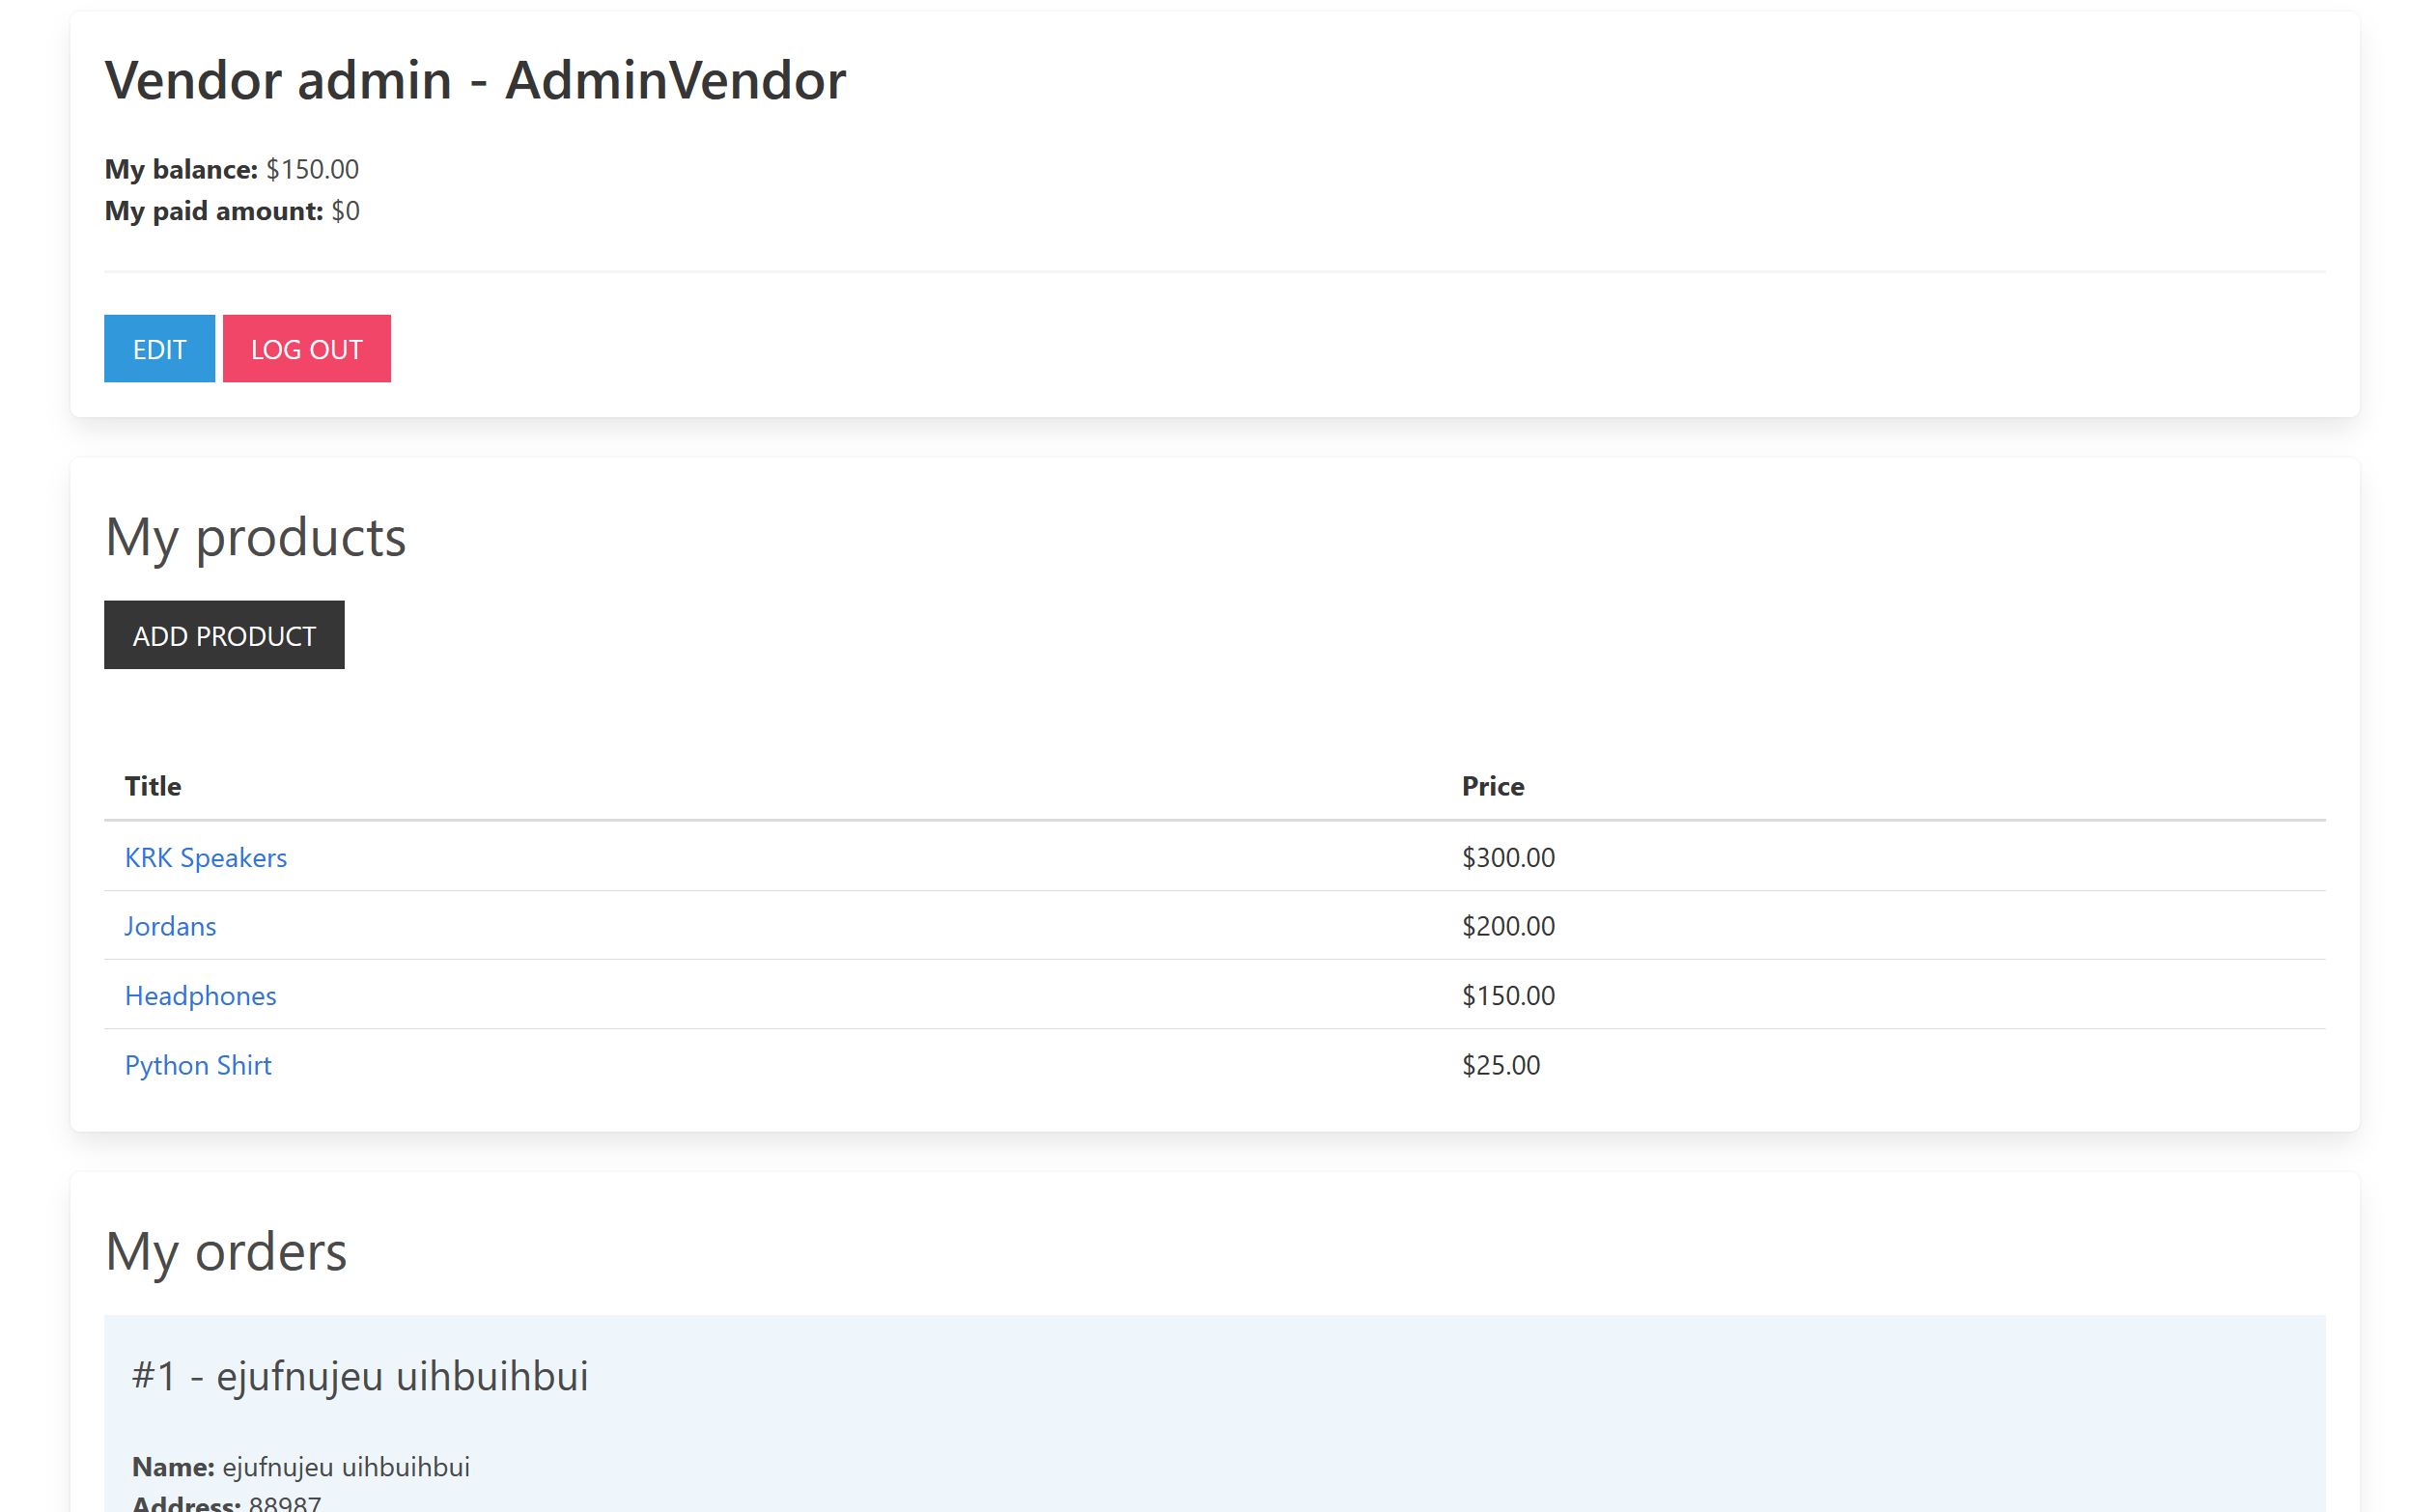 Vendor admin - AdminVendor
My balance: $150.00
My paid amount: $0
EDIT LOG OUT
My products
ADD PRODUCT
Title Price
KRK Speakers $300.00
Jordans $200.00
Headphones $150.00
Python Shirt $25.00
My orders
#1 - ejufnujeu uihbuihbui
Name: ejufnujeu uihbuihbui
Address: 88987